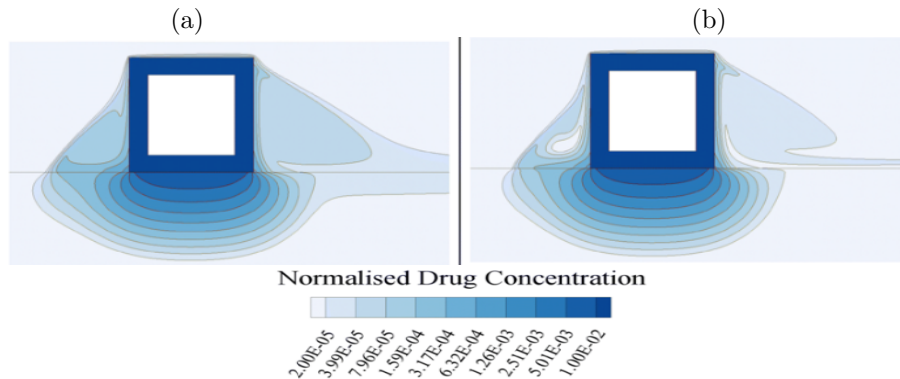 (a) (b)
Normalised Drug Concentration
2.00E-05
3.99E-05
7.96E-05
1.59E-04
3.17E-04
6.32E-04
1.26E-03
2.51E-03
5.01E-03
1.00E-02